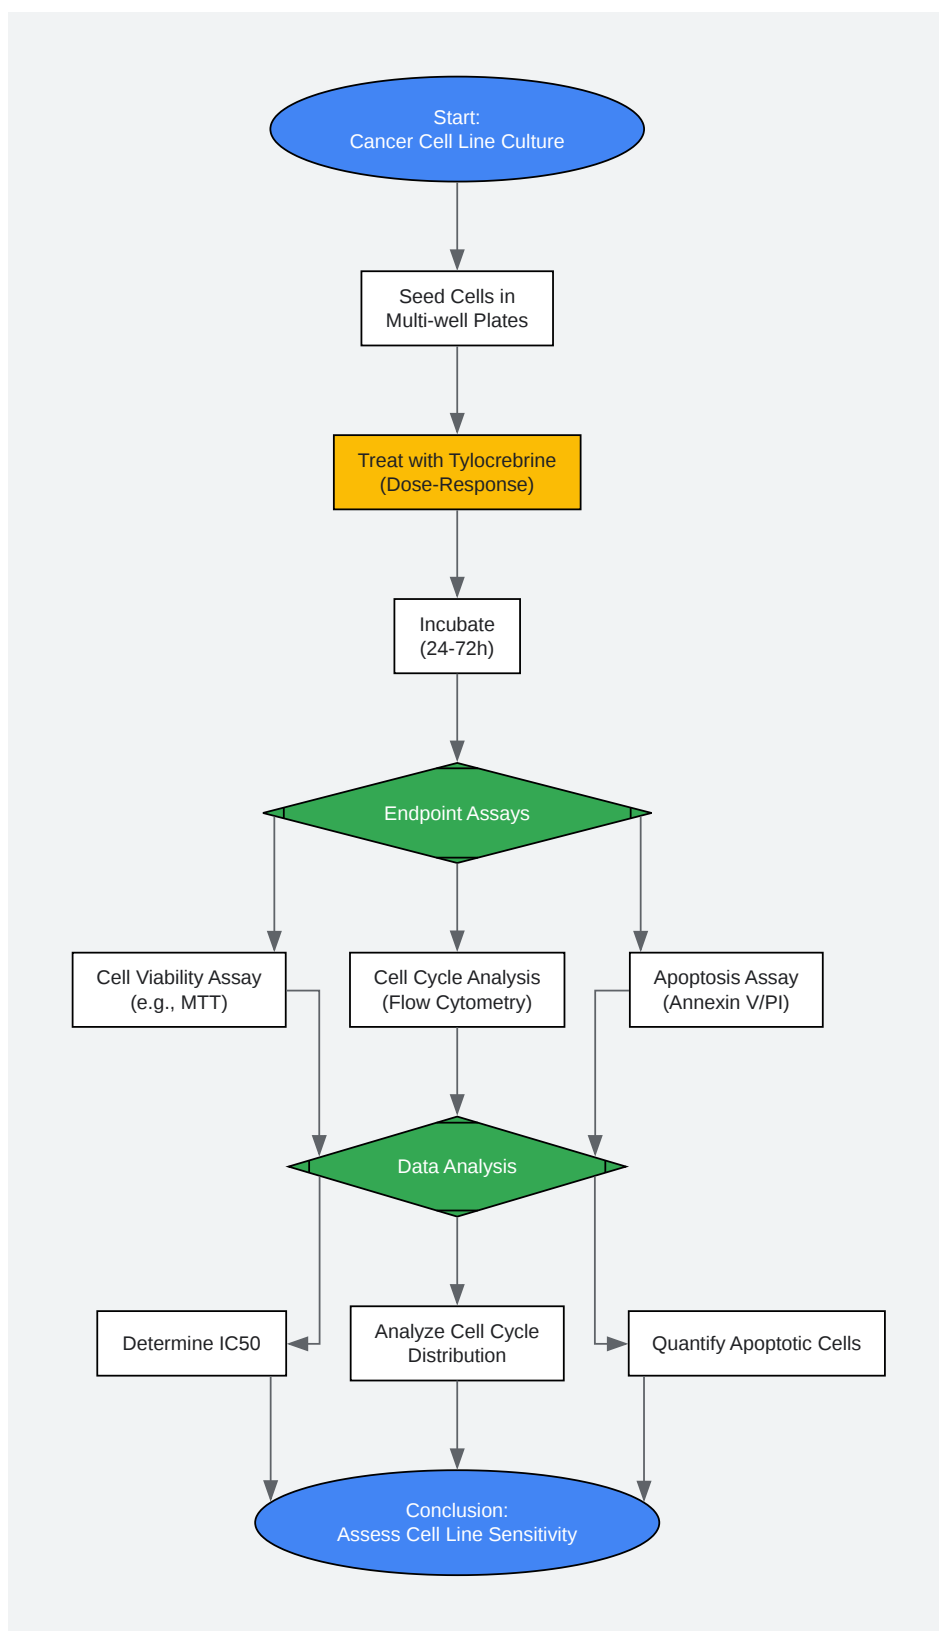 Start:
Cancer Cell Line Culture
Seed Cells in
Multi-well Plates
Treat with Tylocrebrine
(Dose-Response)
Incubate
(24-72h)
Endpoint Assays
Cell Viability Assay
(e.g., MTT)
Cell Cycle Analysis
(Flow Cytometry)
Apoptosis Assay
(Annexin V/PI)
Data Analysis
Determine IC50
Analyze Cell Cycle
Distribution
Quantify Apoptotic Cells
Conclusion:
Assess Cell Line Sensitivity